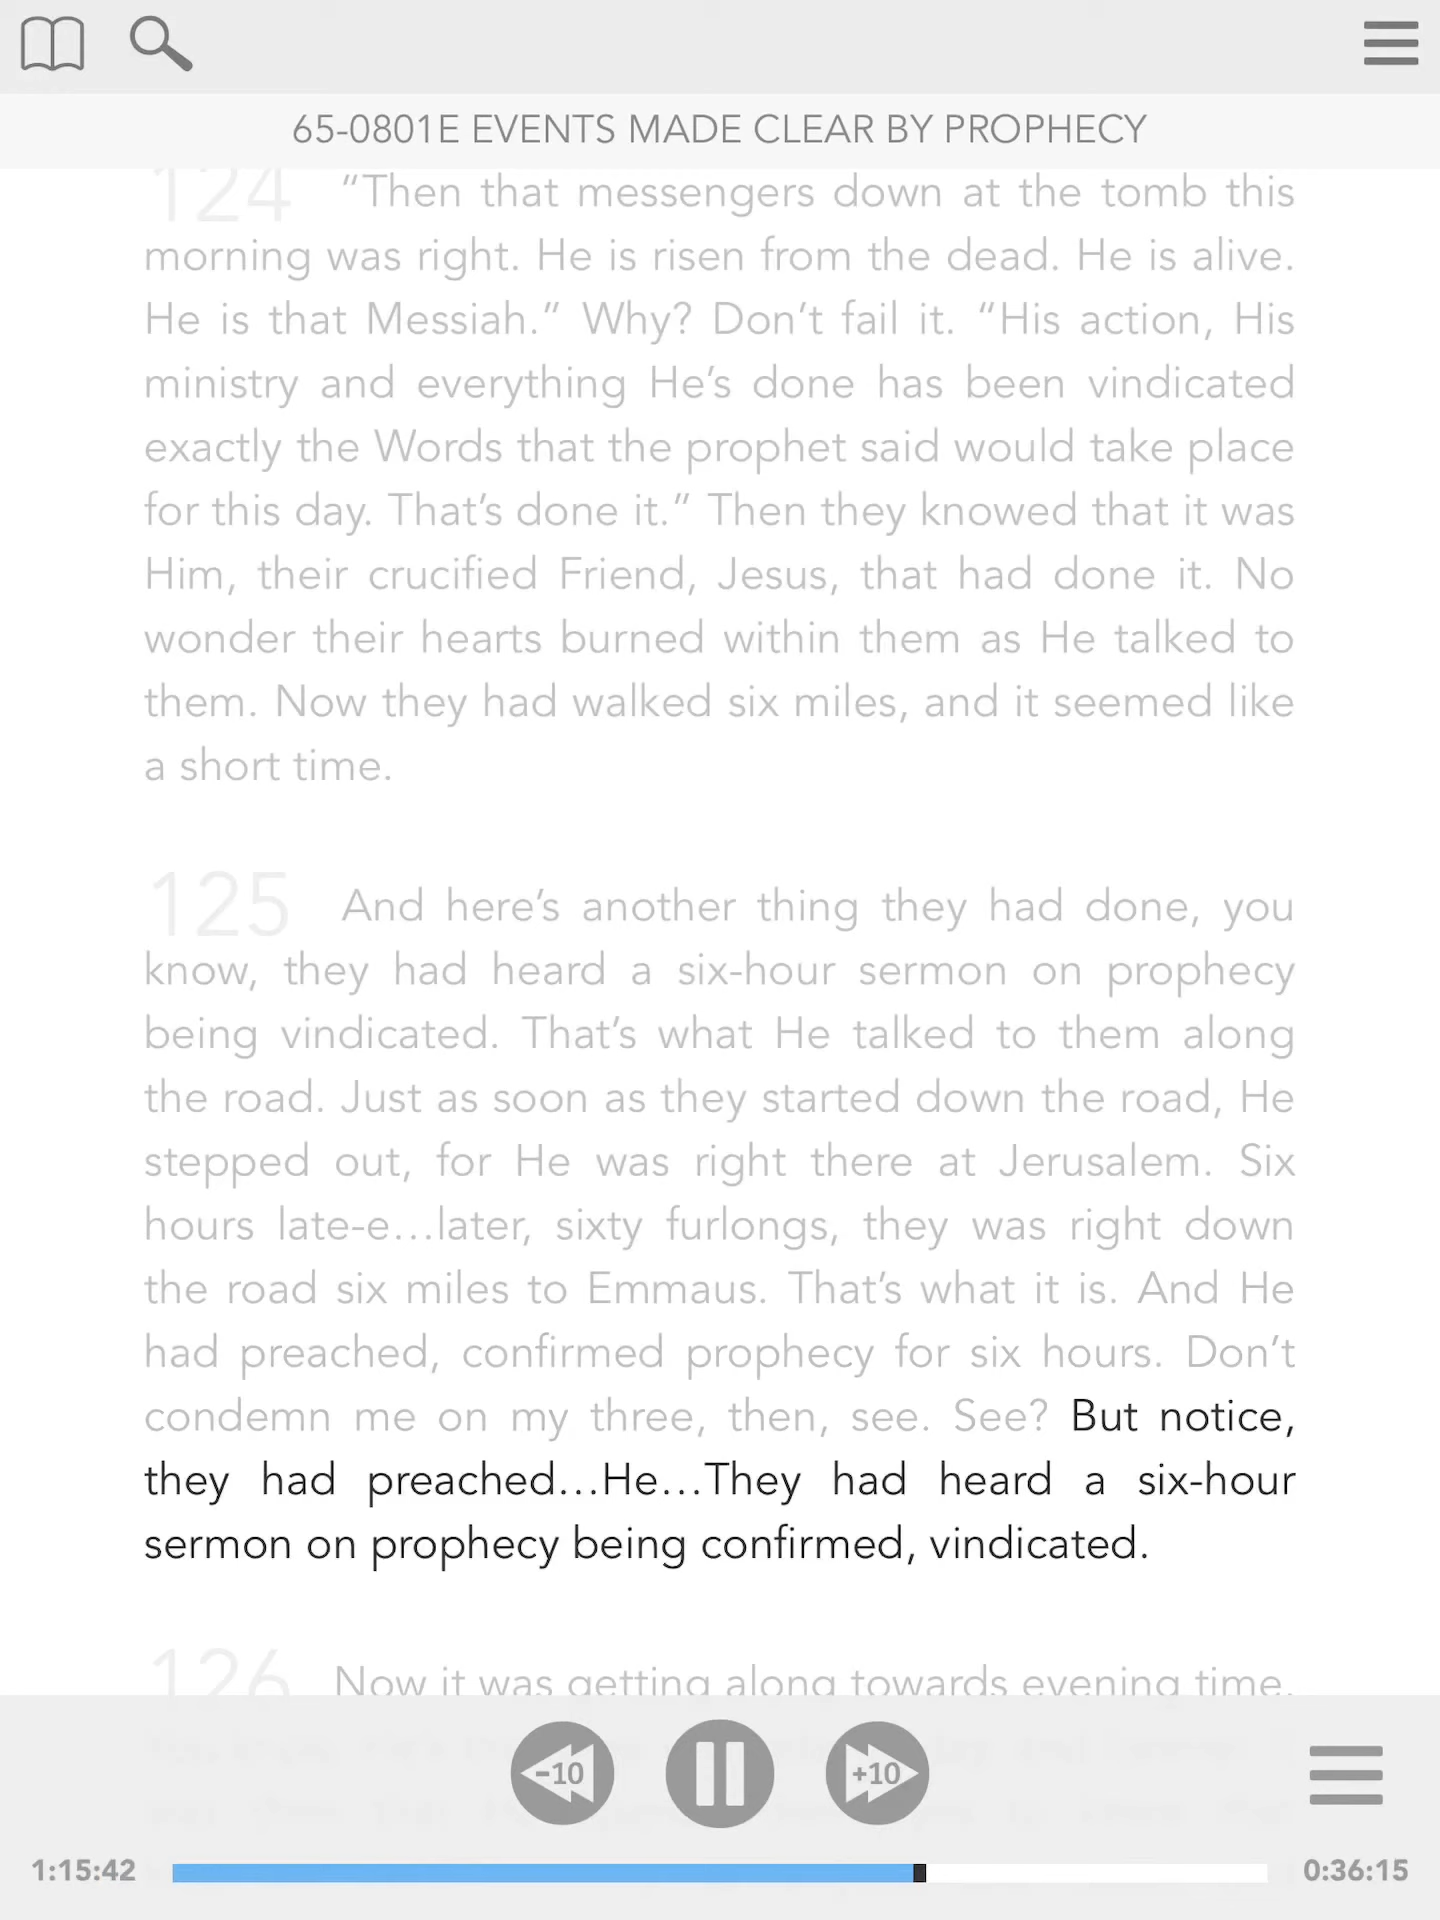 65-0801E EVENTS MADE CLEAR BY PROPHECY
124 “Then that messengers down at the tomb this
morning was right. He is risen from the dead. He is alive.
He is that Messiah.” Why? Don’t fail it. “His action, His
ministry and everything He’s done has been vindicated
exactly the Words that the prophet said would take place
for this day. That’s done it.” Then they knowed that it was
Him, their crucified Friend, Jesus, that had done it. No
wonder their hearts burned within them as He talked to
them. Now they had walked six miles, and it seemed like
a short time.
125 And here’s another thing they had done, you
know, they had heard a six-hour sermon on prophecy
being vindicated. That’s what He talked to them along
the road. Just as soon as they started down the road, He
stepped out, for He was right there at Jerusalem. Six
hours late-e…later, sixty furlongs, they was right down
the road six miles to Emmaus. That’s what it is. And He
had preached, confirmed prophecy for six hours. Don’t
condemn me on my three, then, see. See? But notice,
they had preached…He…They had heard a six-hour
sermon on prophecy being confirmed, vindicated.
126 Now it was getting along towards evening time.
-10 +10
1:15:42 0:36:15